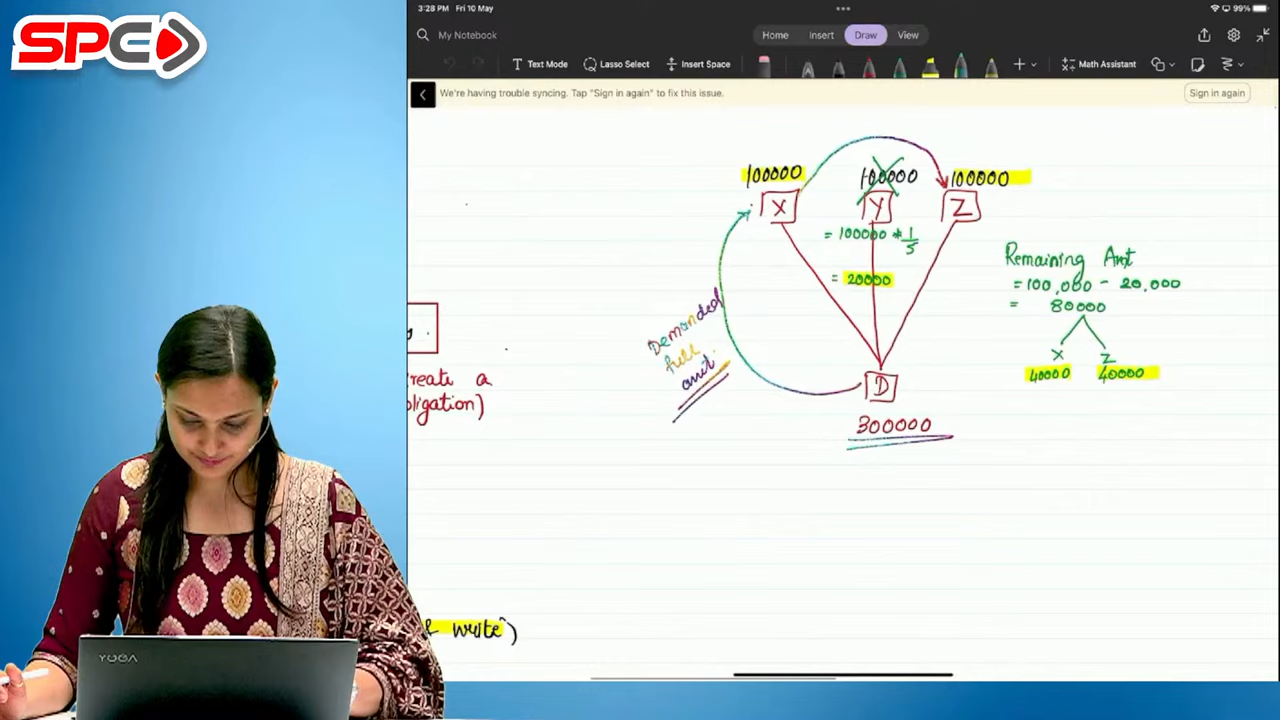 SPC
3:28 PM Fri 10 May
99%
My Notebook
Home Insert Draw View
Text Mode Lasso Select Insert Space Math Assistant
We're having trouble syncing. Tap "Sign in again" to fix this issue.
Sign in again
100000 100000 100000
X Y Z
= 100000 * 1/5
= 20000
Remaining Amt
= 100,000 - 20,000
= 80000
X Z
40000 40000
Demanded
full
amt.
D
300000
create a
bligation)
write")
YOGA